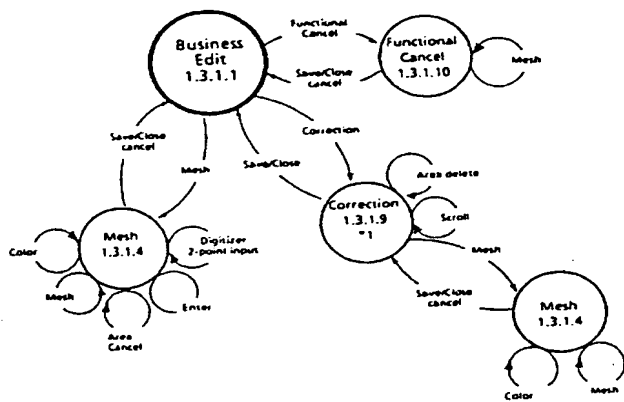 Business
Edit
1.3.1.1
Functional
Cancel
Save/Close
cancel
Functional
Cancel
1.3.1.10
Mesh
Save/Close
cancel
Mesh
Save/Close
Correction
Area delete
Correction
1.3.1.9
*1
Scroll
Mesh
1.3.1.4
Color
Digitizer
2-point input
Mesh
Enter
Area
Cancel
Mesh
Save/Close
cancel
Mesh
1.3.1.4
Color
Mesh